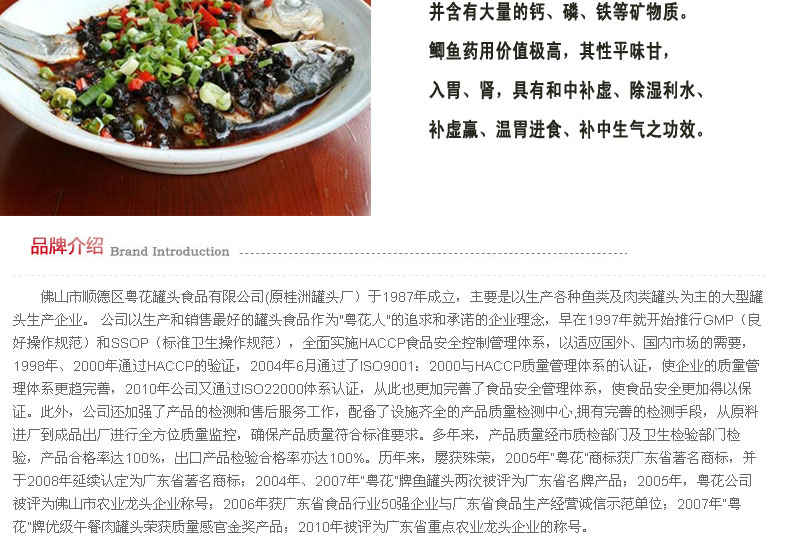 并含有大量的钙、磷、铁等矿物质。
鲫鱼药用价值极高，其性平味甘，
入胃、肾，具有和中补虚、除湿利水、
补虚羸、温胃进食、补中生气之功效。
品牌介绍 Brand Introduction
佛山市顺德区粤花罐头食品有限公司(原桂洲罐头厂）于1987年成立，主要是以生产各种鱼类及肉类罐头为主的大型罐
头生产企业。 公司以生产和销售最好的罐头食品作为"粤花人"的追求和承诺的企业理念，早在1997年就开始推行GMP（良
好操作规范）和SSOP（标准卫生操作规范），全面实施HACCP食品安全控制管理体系，以适应国外、国内市场的需要，
1998年、2000年通过HACCP的验证，2004年6月通过了ISO9001：2000与HACCP质量管理体系的认证，使企业的质量管
理体系更趋完善，2010年公司又通过ISO22000体系认证，从此也更加完善了食品安全管理体系，使食品安全更加得以保
证。此外，公司还加强了产品的检测和售后服务工作，配备了设施齐全的产品质量检测中心,拥有完善的检测手段，从原料
进厂到成品出厂进行全方位质量监控，确保产品质量符合标准要求。多年来，产品质量经市质检部门及卫生检验部门检
验，产品合格率达100%，出口产品检验合格率亦达100%。历年来，屡获殊荣，2005年"粤花"商标获广东省著名商标，并
于2008年延续认定为广东省著名商标；2004年、2007年"粤花"牌鱼罐头两次被评为广东省名牌产品；2005年，粤花公司
被评为佛山市农业龙头企业称号；2006年获广东省食品行业50强企业与广东省食品生产经营诚信示范单位；2007年"粤
花"牌优级午餐肉罐头荣获质量感官金奖产品；2010年被评为广东省重点农业龙头企业的称号。